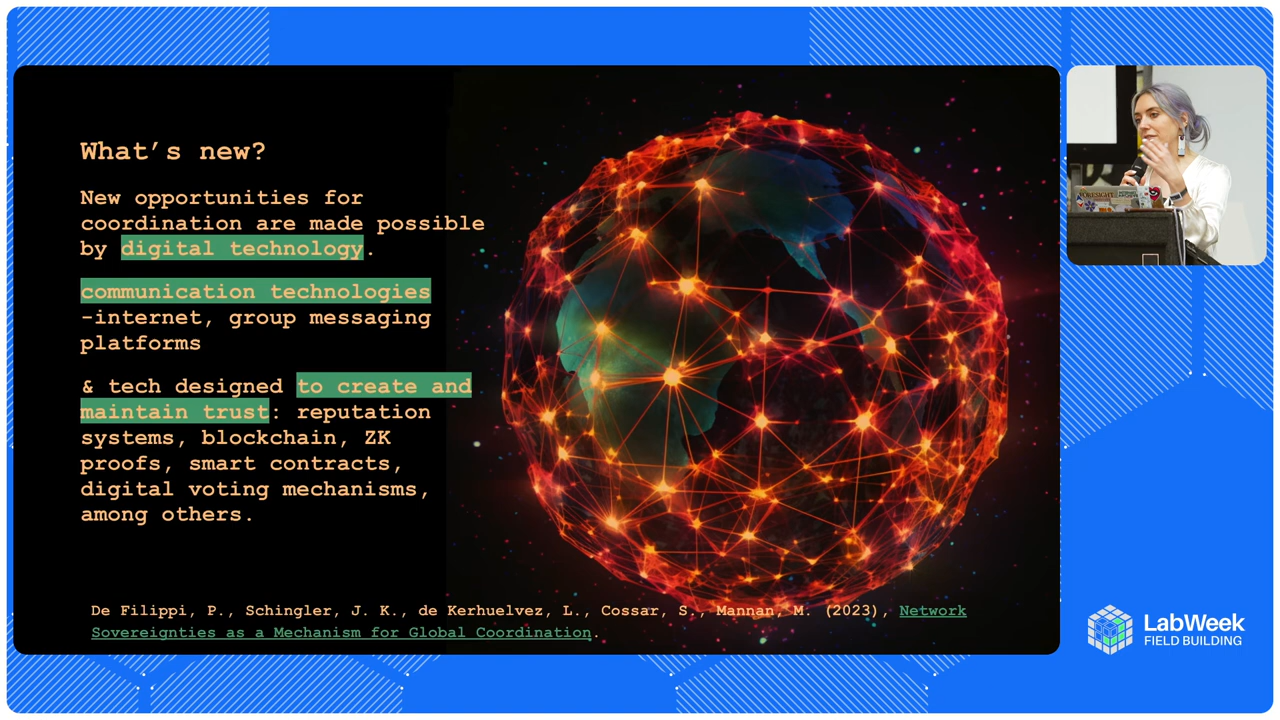 What's new?
New opportunities for
coordination are made possible
by digital technology.
communication technologies
-internet, group messaging
platforms
& tech designed to create and
maintain trust: reputation
systems, blockchain, ZK
proofs, smart contracts,
digital voting mechanisms,
among others.
De Filippi, P., Schingler, J. K., de Kerhuelvez, L., Cossar, S., Mannan, M. (2023), Network
Sovereignties as a Mechanism for Global Coordination.
FORESIGHT
LabWeek
FIELD BUILDING